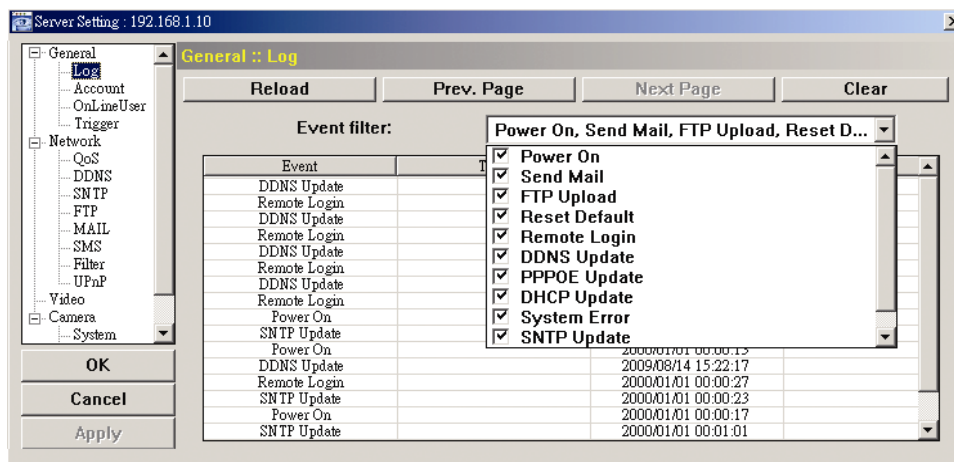 Server Setting : 192.168.1.10
General
Log
Account
OnLineUser
Trigger
Network
QoS
DDNS
SNTP
FTP
MAIL
SMS
Filter
UPnP
Video
Camera
System
OK
Cancel
Apply
General :: Log
Reload Prev. Page Next Page Clear
Event filter: Power On, Send Mail, FTP Upload, Reset D...
Power On
Send Mail
FTP Upload
Reset Default
Remote Login
DDNS Update
PPPOE Update
DHCP Update
System Error
SNTP Update
Event
DDNS Update
Remote Login
DDNS Update
Remote Login
DDNS Update
Remote Login
DDNS Update
Remote Login
Power On
SNTP Update
Power On 2000/01/01 00:00:15
DDNS Update 2009/08/14 15:22:17
Remote Login 2000/01/01 00:00:27
SNTP Update 2000/01/01 00:00:23
Power On 2000/01/01 00:00:17
SNTP Update 2000/01/01 00:01:01